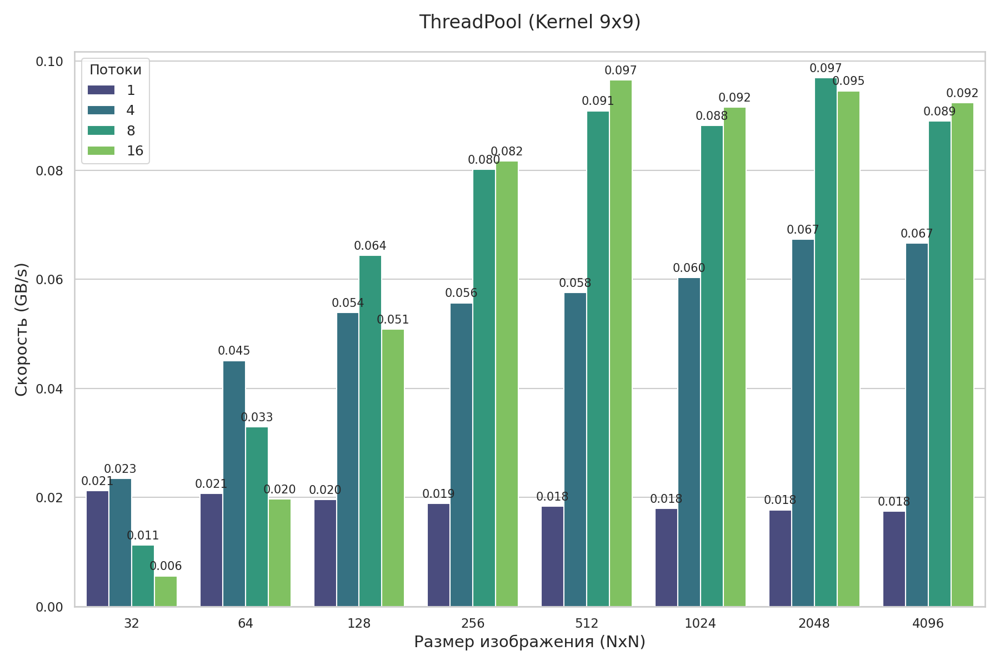 ThreadPool (Kernel 9x9)
Потоки
1
4
8
16
Скорость (GB/s)
0.10
0.08
0.06
0.04
0.02
0.00
0.021 0.023 0.011 0.006
0.021 0.045 0.033 0.020
0.020 0.054 0.064 0.051
0.019 0.056 0.080 0.082
0.018 0.058 0.091 0.097
0.018 0.060 0.088 0.092
0.018 0.067 0.097 0.095
0.018 0.067 0.089 0.092
32 64 128 256 512 1024 2048 4096
Размер изображения (NxN)